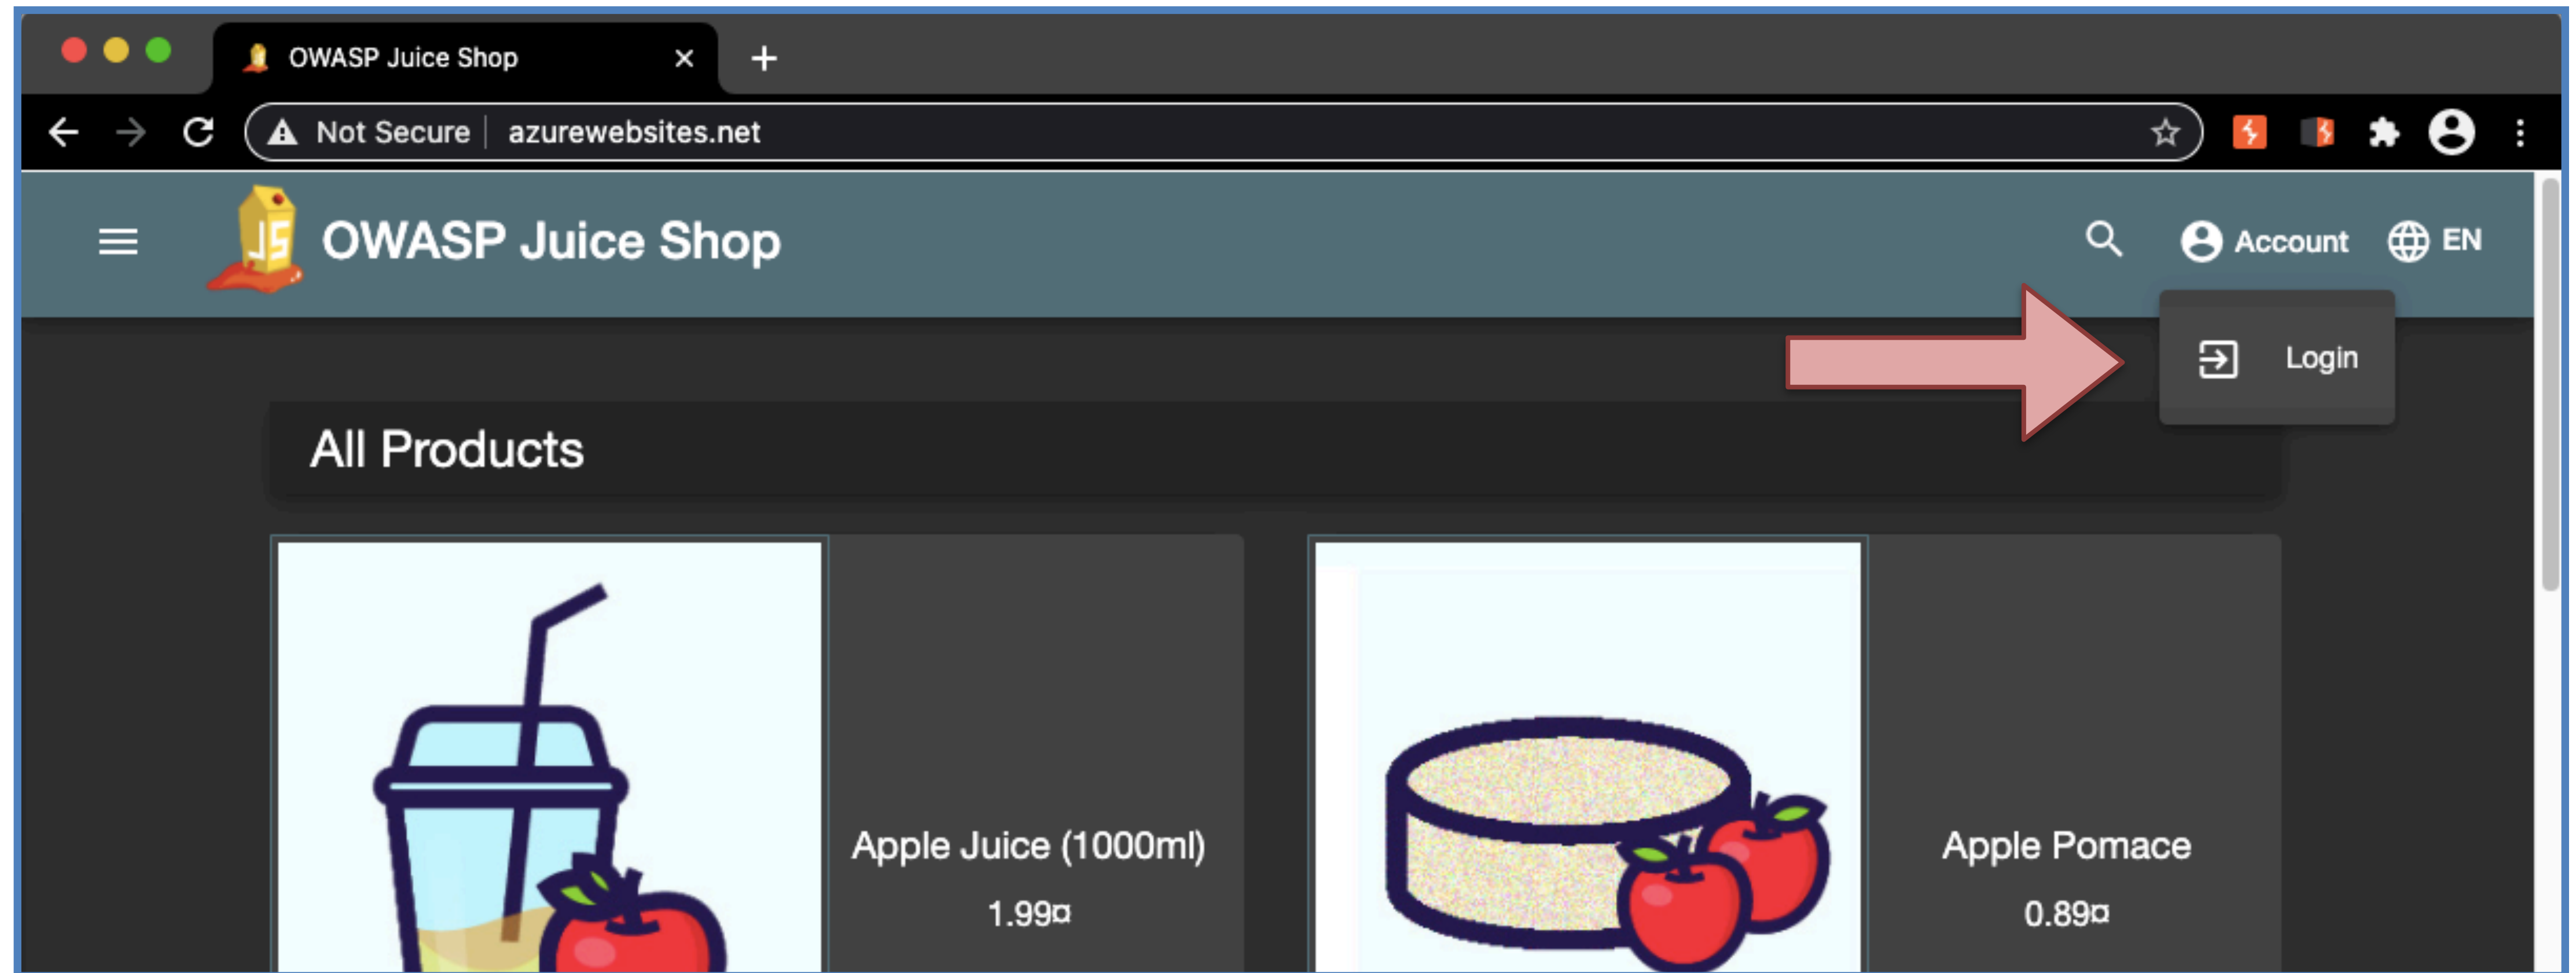 OWASP Juice Shop
Not Secure azurewebsites.net
JS OWASP Juice Shop Account EN
Login
All Products
Apple Juice (1000ml)
1.99¤
Apple Pomace
0.89¤